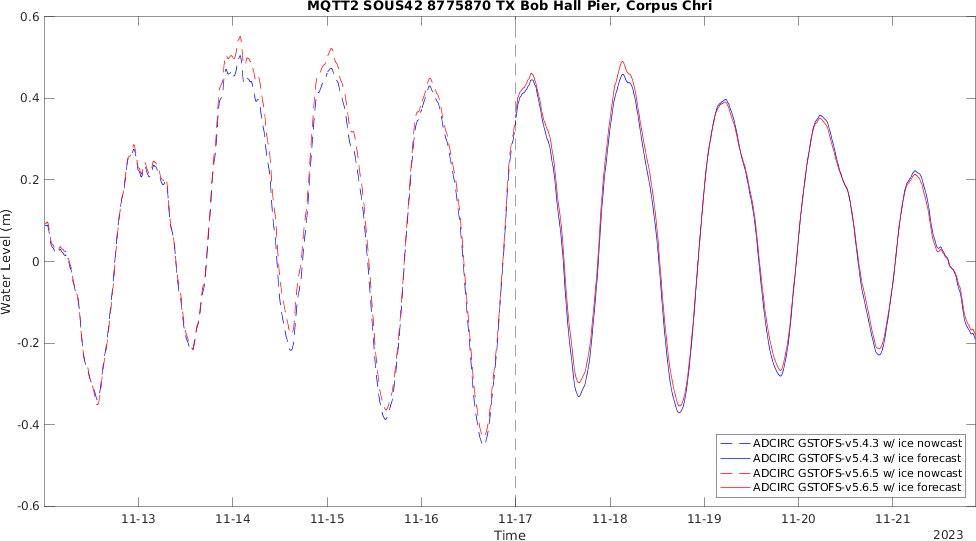 MQTT2 SOUS42 8775870 TX Bob Hall Pier, Corpus Chri
Water Level (m)
0.6
0.4
0.2
0
-0.2
-0.4
-0.6
11-13
11-14
11-15
11-16
11-17
11-18
11-19
11-20
11-21
Time
2023
ADCIRC GSTOFS-v5.4.3 w/ ice nowcast
ADCIRC GSTOFS-v5.4.3 w/ ice forecast
ADCIRC GSTOFS-v5.6.5 w/ ice nowcast
ADCIRC GSTOFS-v5.6.5 w/ ice forecast